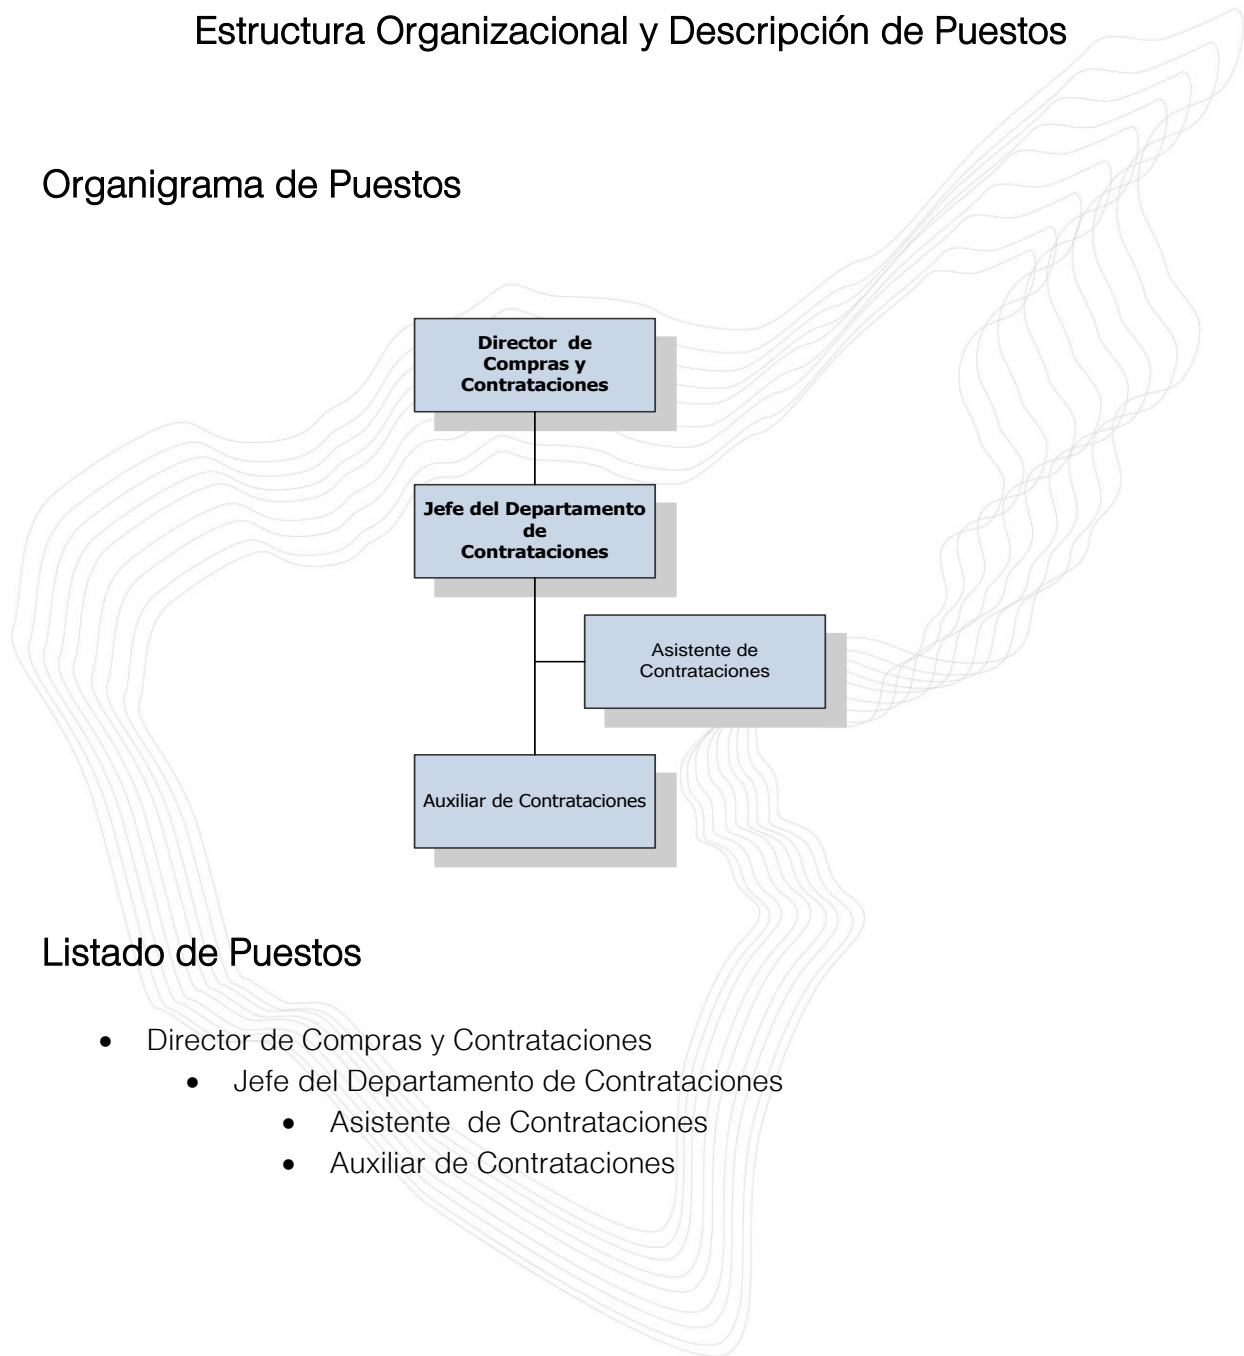 Estructura Organizacional y Descripción de Puestos
Organigrama de Puestos
Director de
Compras y
Contrataciones
Jefe del Departamento
de
Contrataciones
Asistente de
Contrataciones
Auxiliar de Contrataciones
Listado de Puestos
• Director de Compras y Contrataciones
• Jefe del Departamento de Contrataciones
• Asistente de Contrataciones
• Auxiliar de Contrataciones